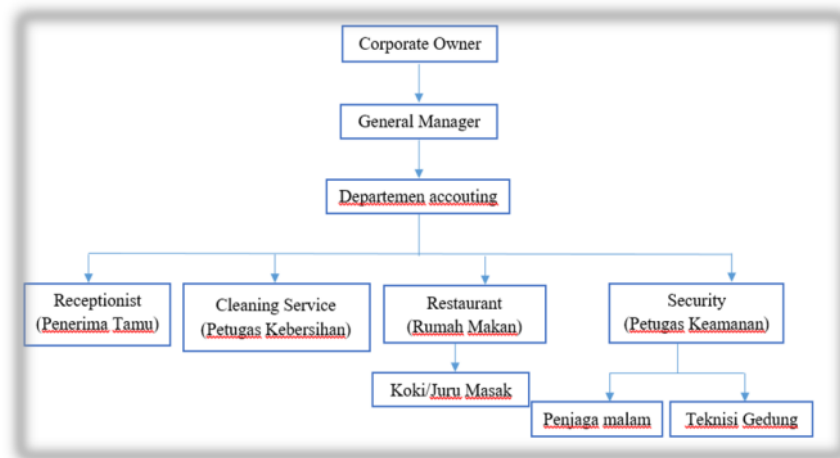 Corporate Owner
General Manager
Departemen accouting
Receptionist
(Penerima Tamu)
Cleaning Service
(Petugas Kebersihan)
Restaurant
(Rumah Makan)
Security
(Petugas Keamanan)
Koki/Juru Masak
Penjaga malam
Teknisi Gedung